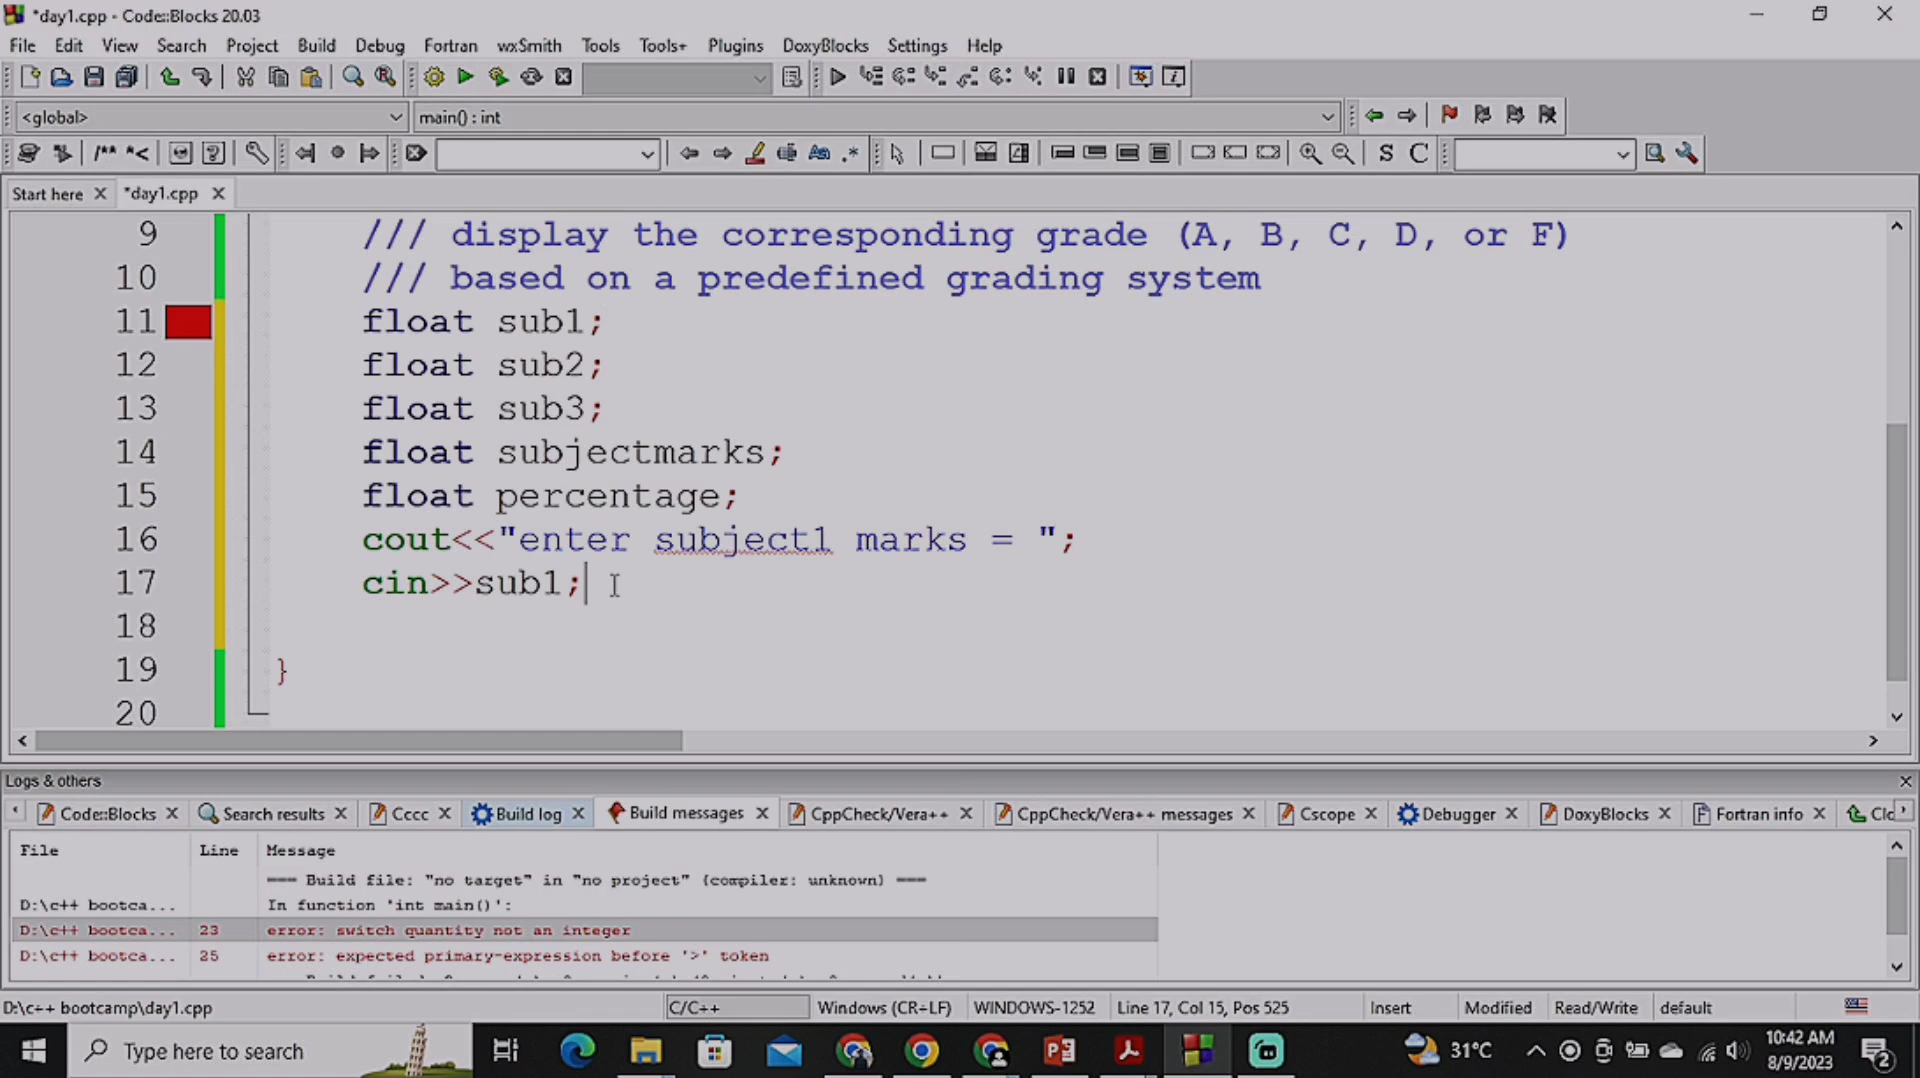 *day1.cpp - Code::Blocks 20.03
File Edit View Search Project Build Debug Fortran wxSmith Tools Tools+ Plugins DoxyBlocks Settings Help
<global> main() : int
/** *<
S C
Start here *day1.cpp
9 /// display the corresponding grade (A, B, C, D, or F)
10 /// based on a predefined grading system
11 float sub1;
12 float sub2;
13 float sub3;
14 float subjectmarks;
15 float percentage;
16 cout<<"enter subject1 marks = ";
17 cin>>sub1;
18
19 }
20
Logs & others
Code::Blocks Search results Cccc Build log Build messages CppCheck/Vera++ CppCheck/Vera++ messages Cscope Debugger DoxyBlocks Fortran info Clo
File Line Message
=== Build file: "no target" in "no project" (compiler: unknown) ===
D:\c++ bootca... In function 'int main()':
D:\c++ bootca... 23 error: switch quantity not an integer
D:\c++ bootca... 25 error: expected primary-expression before '>' token
D:\c++ bootcamp\day1.cpp C/C++ Windows (CR+LF) WINDOWS-1252 Line 17, Col 15, Pos 525 Insert Modified Read/Write default
Type here to search 31°C 10:42 AM
8/9/2023 2